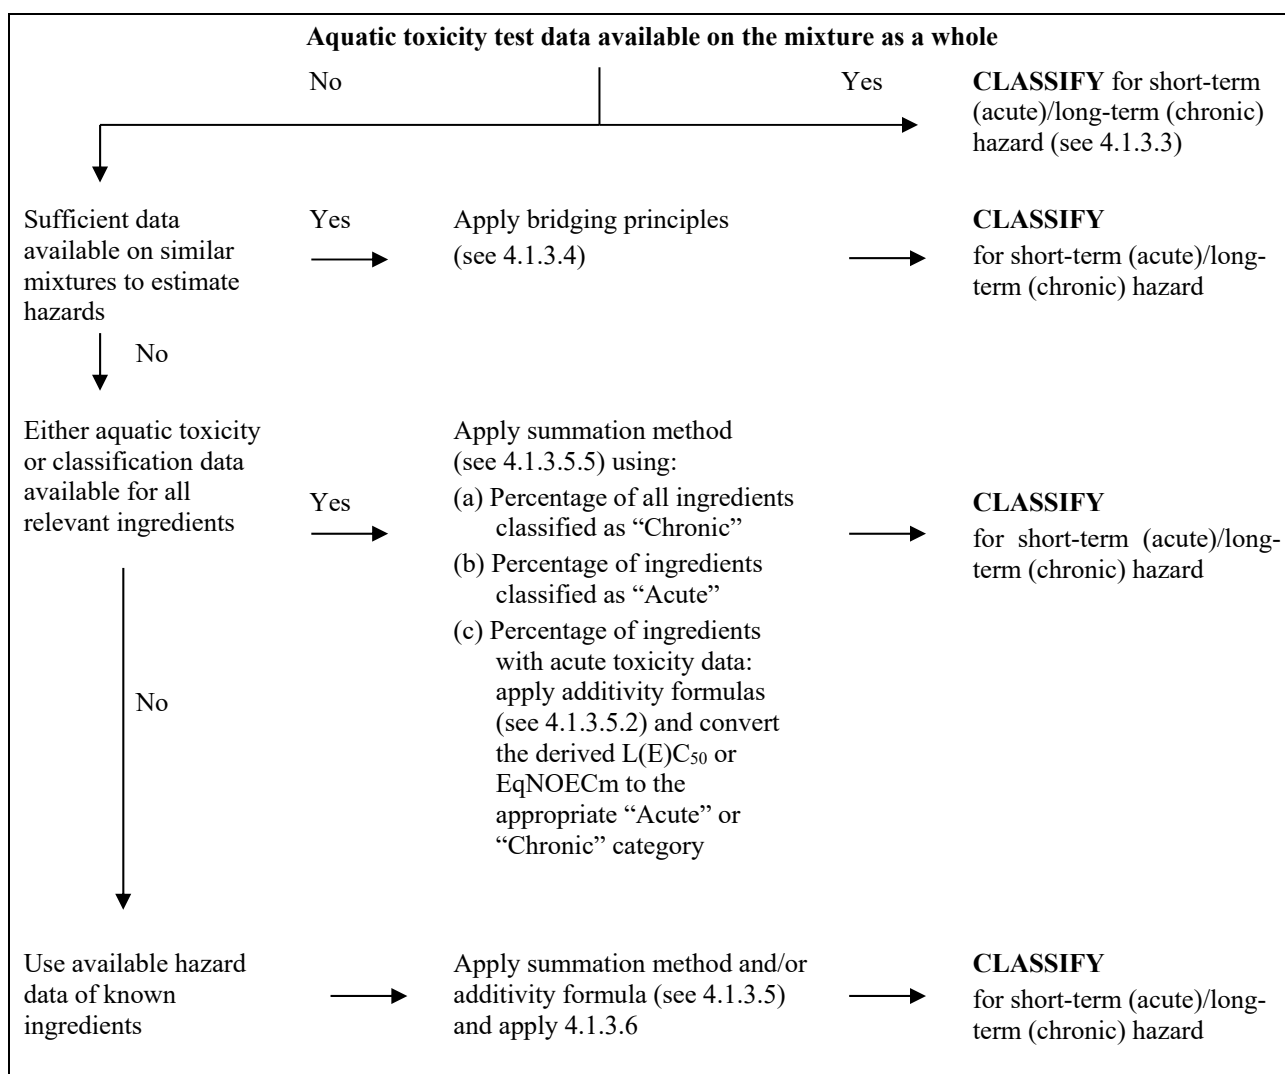 Aquatic toxicity test data available on the mixture as a whole
No
Yes
CLASSIFY for short-term
(acute)/long-term (chronic)
hazard (see 4.1.3.3)
Sufficient data
available on similar
mixtures to estimate
hazards
Yes
Apply bridging principles
(see 4.1.3.4)
CLASSIFY
for short-term (acute)/long-
term (chronic) hazard
No
Either aquatic toxicity
or classification data
available for all
relevant ingredients
Yes
Apply summation method
(see 4.1.3.5.5) using:
(a) Percentage of all ingredients
classified as “Chronic”
(b) Percentage of ingredients
classified as “Acute”
(c) Percentage of ingredients
with acute toxicity data:
apply additivity formulas
(see 4.1.3.5.2) and convert
the derived L(E)C₅₀ or
EqNOECm to the
appropriate “Acute” or
“Chronic” category
CLASSIFY
for short-term (acute)/long-
term (chronic) hazard
No
Use available hazard
data of known
ingredients
Apply summation method and/or
additivity formula (see 4.1.3.5)
and apply 4.1.3.6
CLASSIFY
for short-term (acute)/long-
term (chronic) hazard